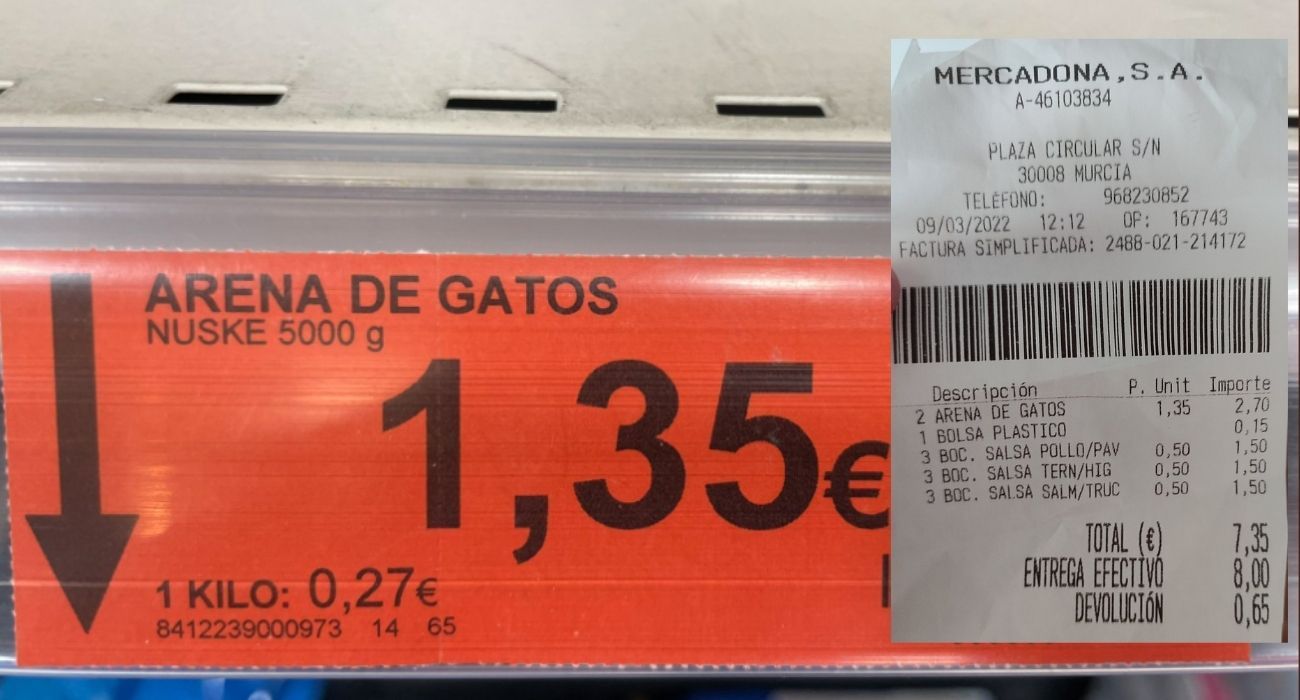 ARENA DE GATOS
NUSKE 5000 g
1,35€
1 KILO: 0,27€
8412239000973 14 65
MERCADONA,S.A.
A-46103834
PLAZA CIRCULAR S/N
30008 MURCIA
TELÉFONO: 968230852
09/03/2022 12:12 OP: 167743
FACTURA SIMPLIFICADA: 2488-021-214172
Descripción P. Unit Importe
2 ARENA DE GATOS 1,35 2,70
1 BOLSA PLASTICO 0,15
3 BOC. SALSA POLLO/PAV 0,50 1,50
3 BOC. SALSA TERN/HIG 0,50 1,50
3 BOC. SALSA SALM/TRUC 0,50 1,50
TOTAL (€) 7,35
ENTREGA EFECTIVO 8,00
DEVOLUCIÓN 0,65